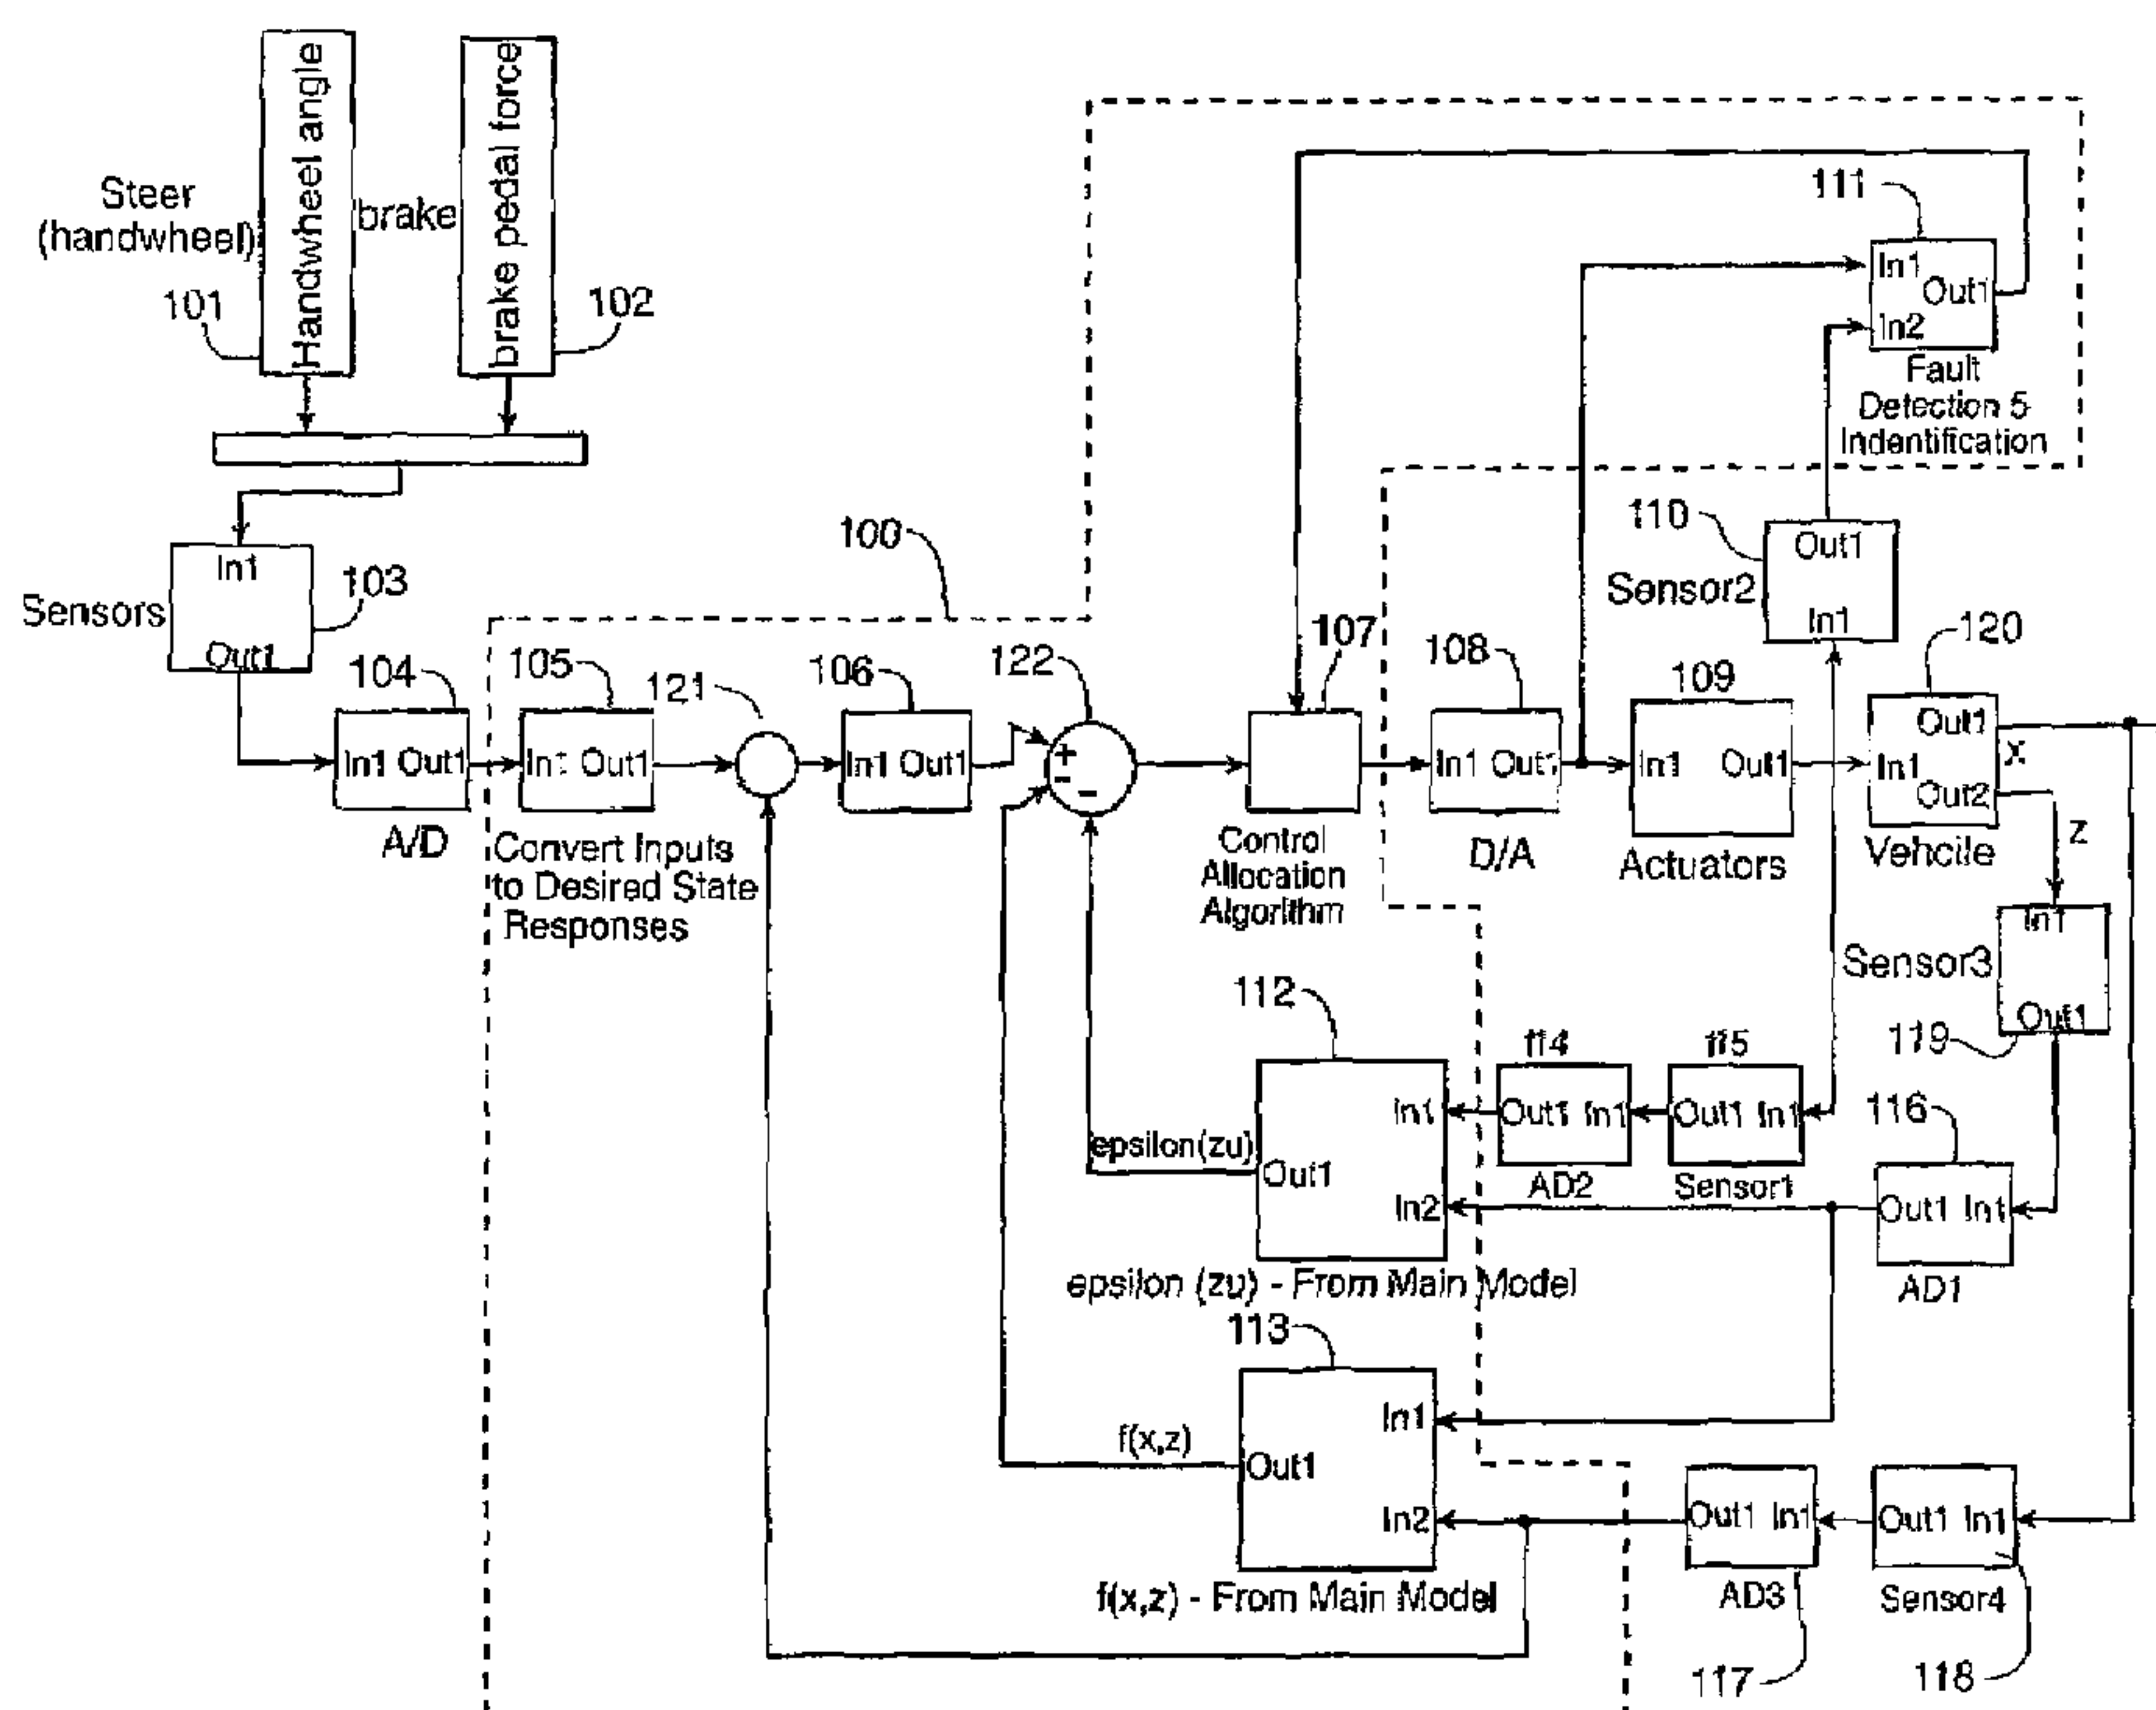 Handwheel angle
brake pedal force
Steer
(handwheel)
brake
101
102
111
In1
Out1
In2
Fault
Detection 5
Indentification
100
110
Out1
Sensor2
In1
In1
103
Sensors
Out1
104
105
121
106
122
107
108
109
120
In1 Out1
In1 Out1
In1 Out1
+
-
-
In1 Out1
In1 Out1
Out1
In1
Out2
X
Z
A/D
Convert Inputs
to Desired State
Responses
Control
Allocation
Algorithm
D/A
Actuators
Vehcile
In1
Sensor3
Out1
119
112
114
115
116
In1
Out1 In1
Out1 In1
epsilon(zu)
Out1
AD2
Sensor1
In2
Out1 In1
AD1
epsilon (zu) - From Main Model
113
In1
f(x,z)
Out1
In2
Out1 In1
Out1 In1
f(x,z) - From Main Model
AD3
Sensor4
117
118